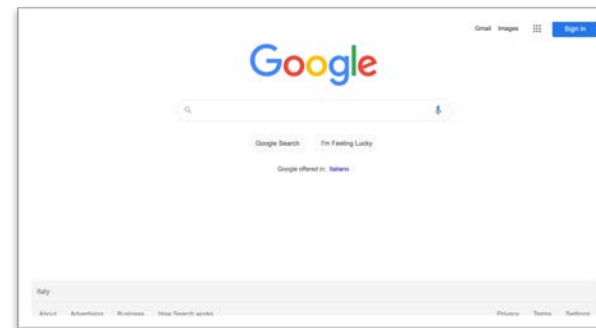 Gmail Images Sign in
Google
Google Search I'm Feeling Lucky
Google offered in: Italiano
Italy
About Advertising Business How Search works Privacy Terms Settings